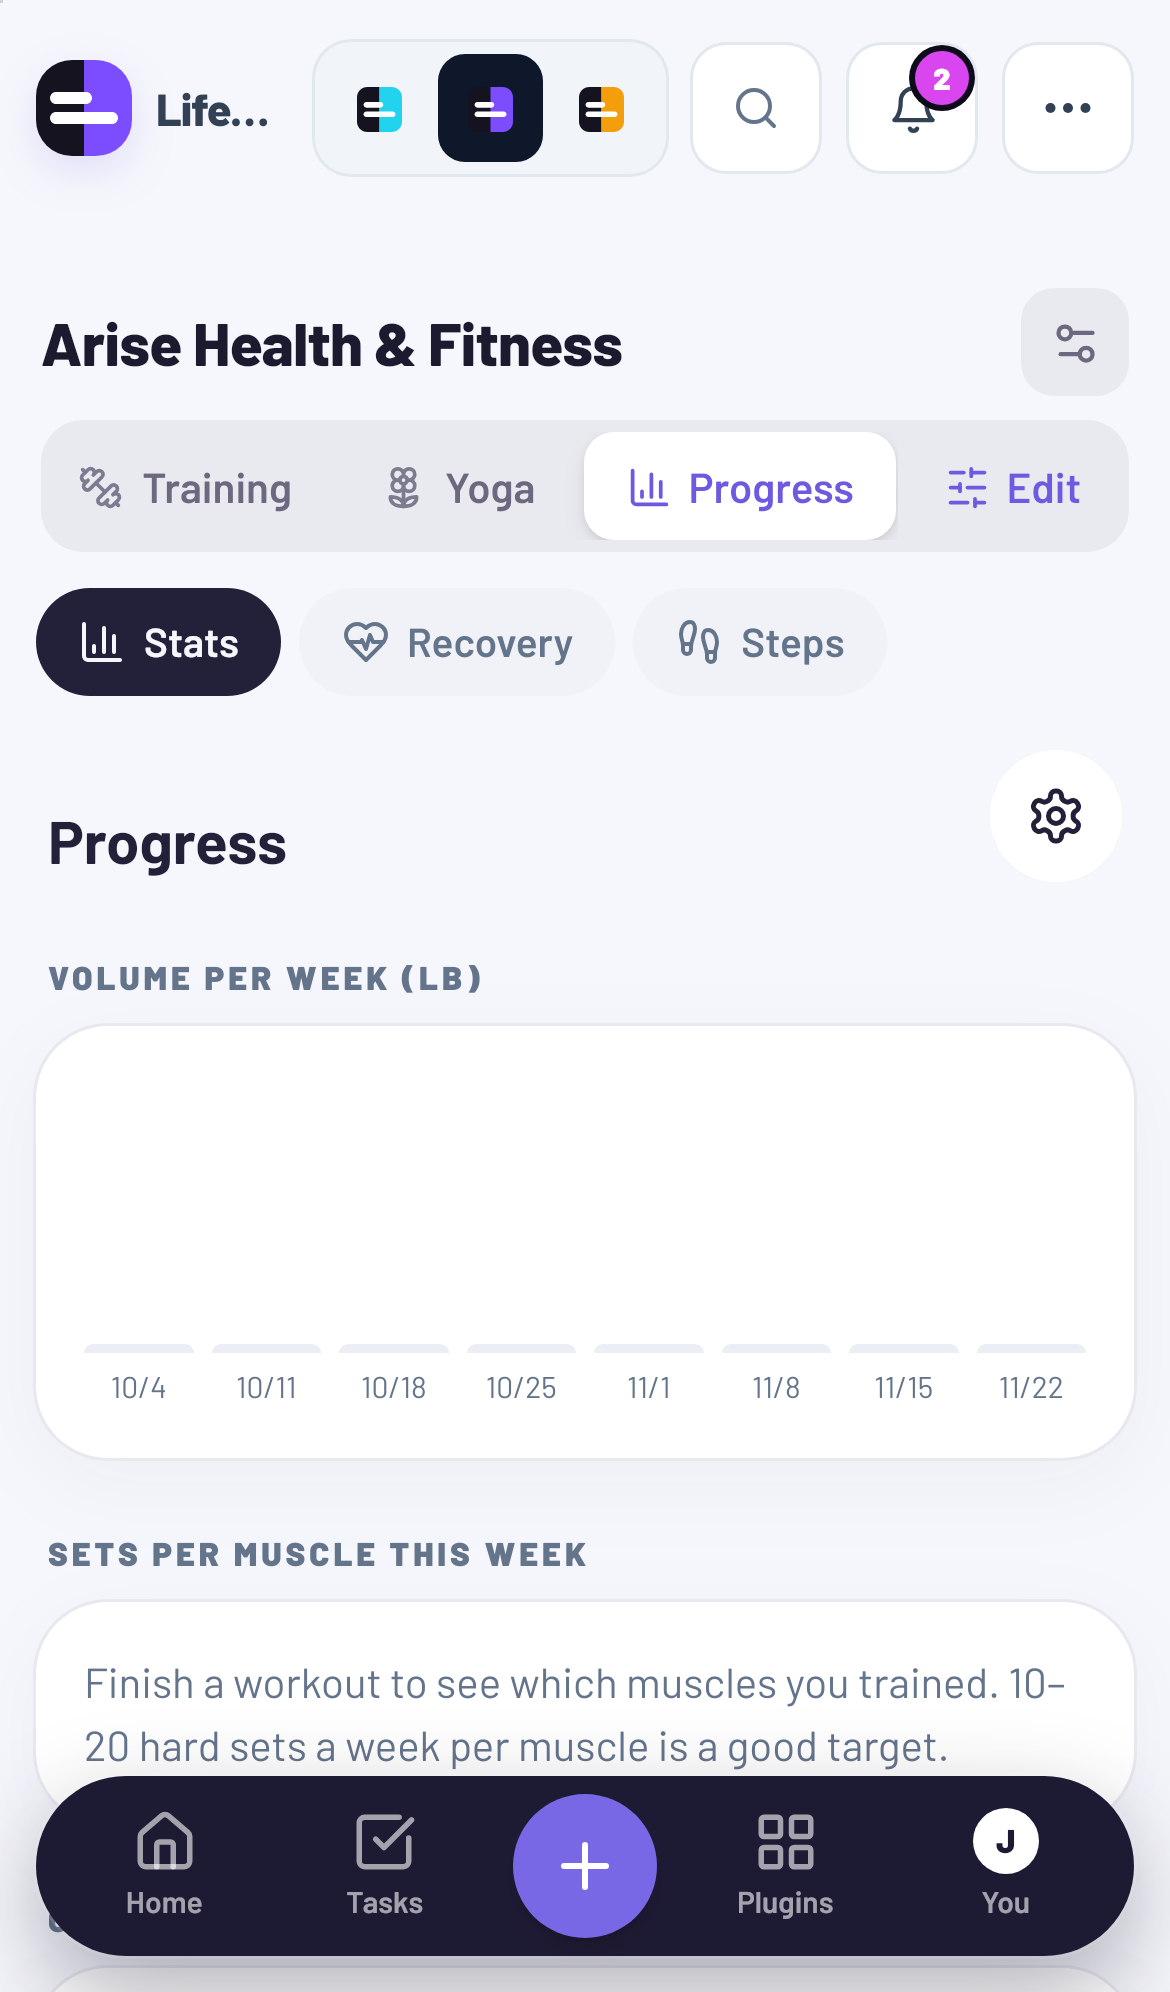 Life...
2
Arise Health & Fitness
Training
Yoga
Progress
Edit
Stats
Recovery
Steps
Progress
VOLUME PER WEEK (LB)
10/4
10/11
10/18
10/25
11/1
11/8
11/15
11/22
SETS PER MUSCLE THIS WEEK
Finish a workout to see which muscles you trained. 10–
20 hard sets a week per muscle is a good target.
Home
Tasks
Plugins
J
You